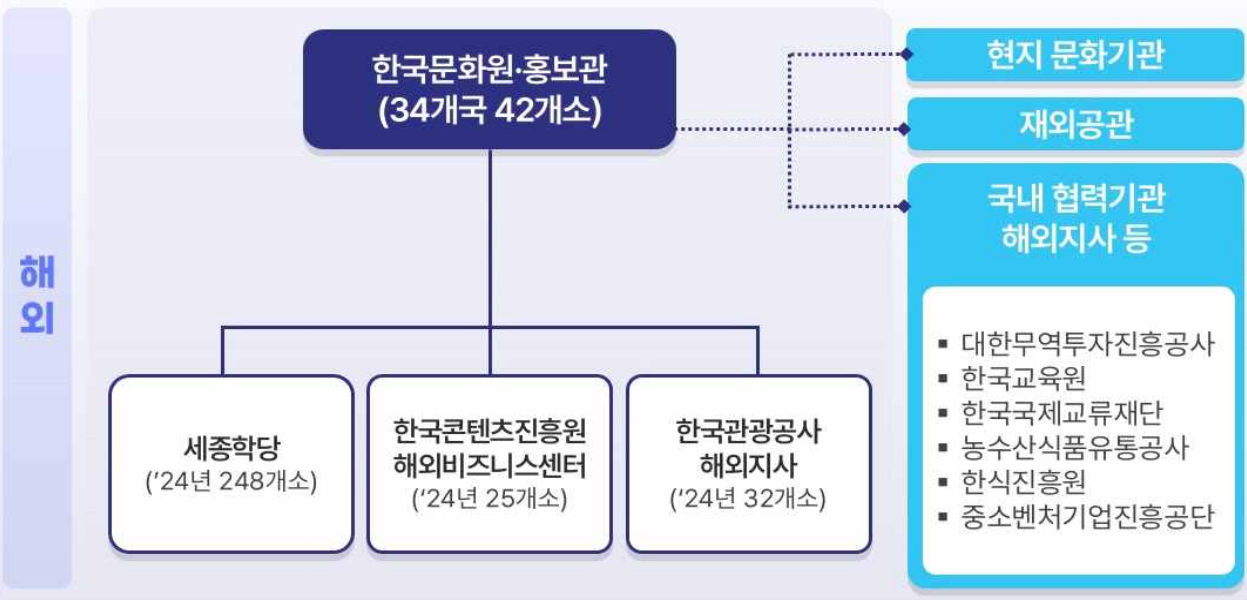 해외
한국문화원·홍보관
(34개국 42개소)
현지 문화기관
재외공관
국내 협력기관
해외지사 등
▪ 대한무역투자진흥공사
▪ 한국교육원
▪ 한국국제교류재단
▪ 농수산식품유통공사
▪ 한식진흥원
▪ 중소벤처기업진흥공단
세종학당
(‘24년 248개소)
한국콘텐츠진흥원
해외비즈니스센터
(‘24년 25개소)
한국관광공사
해외지사
(‘24년 32개소)